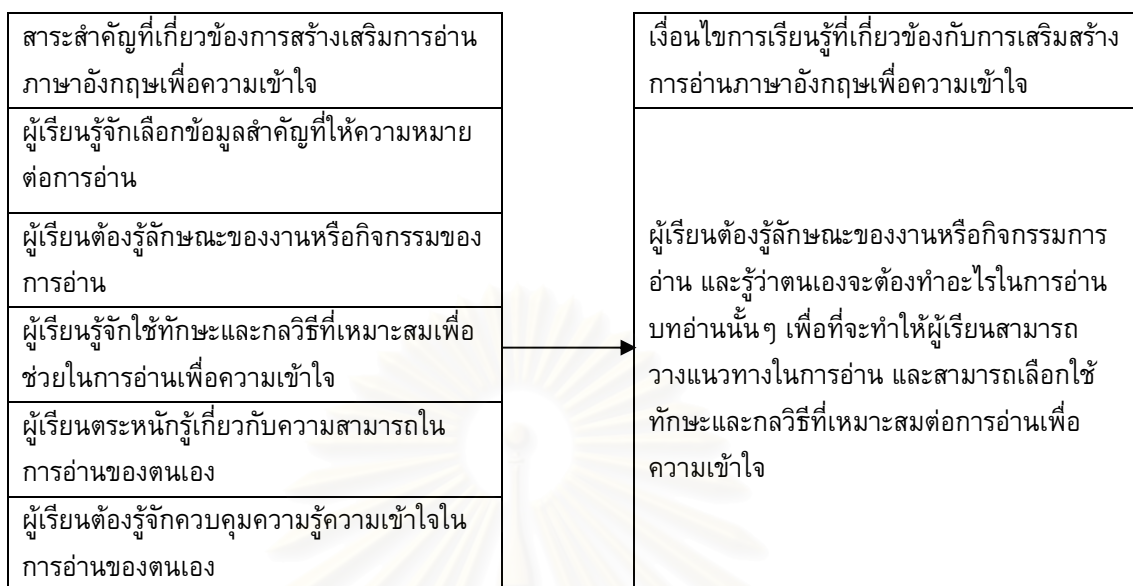 สาระสำคัญที่เกี่ยวข้องการสร้างเสริมการอ่าน
ภาษาอังกฤษเพื่อความเข้าใจ
ผู้เรียนรู้จักเลือกข้อมูลสำคัญที่ให้ความหมาย
ต่อการอ่าน
ผู้เรียนต้องรู้ลักษณะของงานหรือกิจกรรมของ
การอ่าน
ผู้เรียนรู้จักใช้ทักษะและกลวิธีที่เหมาะสมเพื่อ
ช่วยในการอ่านเพื่อความเข้าใจ
ผู้เรียนตระหนักรู้เกี่ยวกับความสามารถใน
การอ่านของตนเอง
ผู้เรียนต้องรู้จักควบคุมความรู้ความเข้าใจใน
การอ่านของตนเอง
เงื่อนไขการเรียนรู้ที่เกี่ยวข้องกับการเสริมสร้าง
การอ่านภาษาอังกฤษเพื่อความเข้าใจ
ผู้เรียนต้องรู้ลักษณะของงานหรือกิจกรรมการ
อ่าน และรู้ว่าตนเองจะต้องทำอะไรในการอ่าน
บทอ่านนั้นๆ เพื่อที่จะทำให้ผู้เรียนสามารถ
วางแนวทางในการอ่าน และสามารถเลือกใช้
ทักษะและกลวิธีที่เหมาะสมต่อการอ่านเพื่อ
ความเข้าใจ